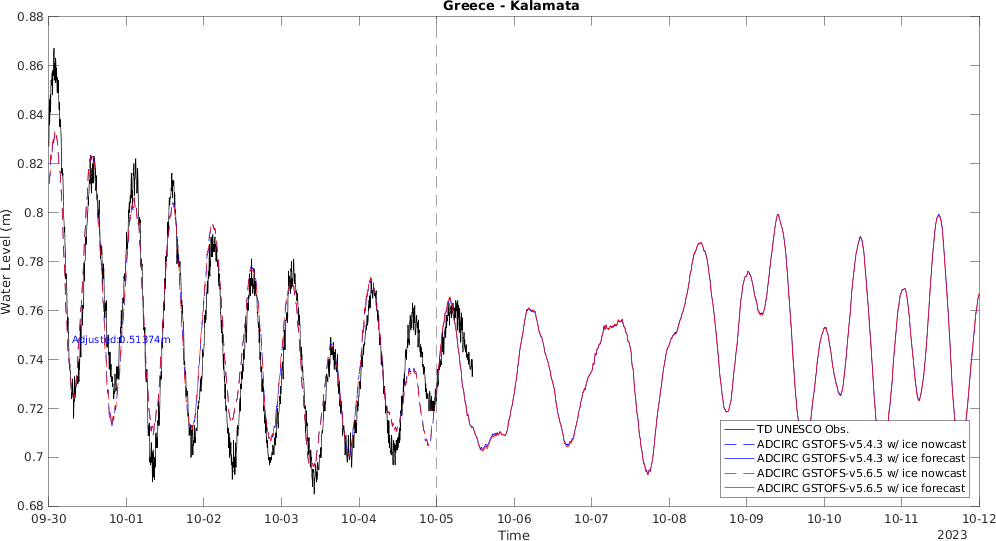 Greece - Kalamata
0.88
0.86
0.84
0.82
0.8
0.78
0.76
0.74
0.72
0.7
0.68
Water Level (m)
Adjusted:0.51374m
TD UNESCO Obs.
ADCIRC GSTOFS-v5.4.3 w/ ice nowcast
ADCIRC GSTOFS-v5.4.3 w/ ice forecast
ADCIRC GSTOFS-v5.6.5 w/ ice nowcast
ADCIRC GSTOFS-v5.6.5 w/ ice forecast
09-30 10-01 10-02 10-03 10-04 10-05 10-06 10-07 10-08 10-09 10-10 10-11 10-12
Time
2023